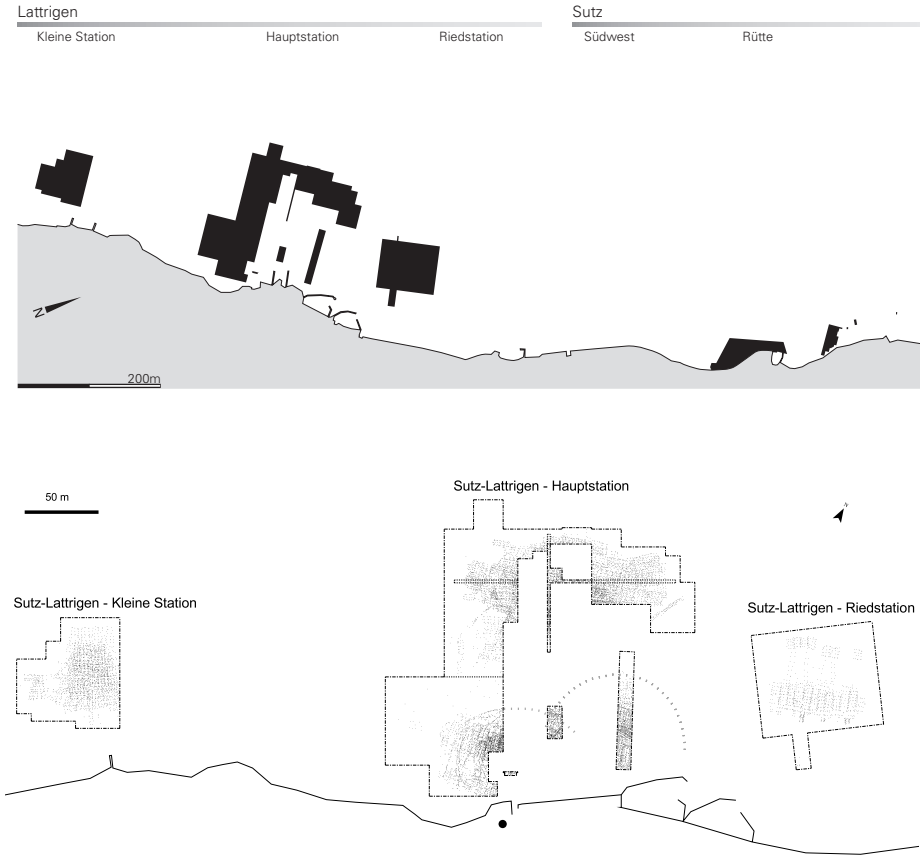 Lattrigen Sutz
Kleine Station Hauptstation Riedstation Südwest Rütte
N
200m
Sutz-Lattrigen - Hauptstation
50 m
N
Sutz-Lattrigen - Kleine Station
Sutz-Lattrigen - Riedstation